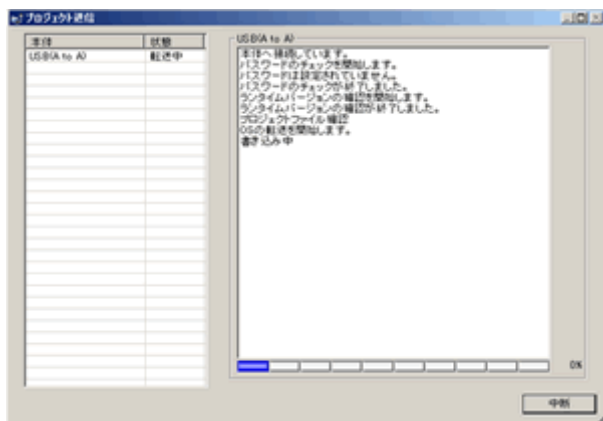 プロジェクト送信
本体 状態
USB(A to A) 転送中
USB(A to A)
本体へ接続しています。
パスワードのチェックを開始します。
パスワードは設定されていません。
パスワードのチェックが終了しました。
ランタイムバージョンの確認を開始します。
ランタイムバージョンの確認が終了しました。
プロジェクトファイル確認
OSの転送を開始します。
書き込み中
0%
中断